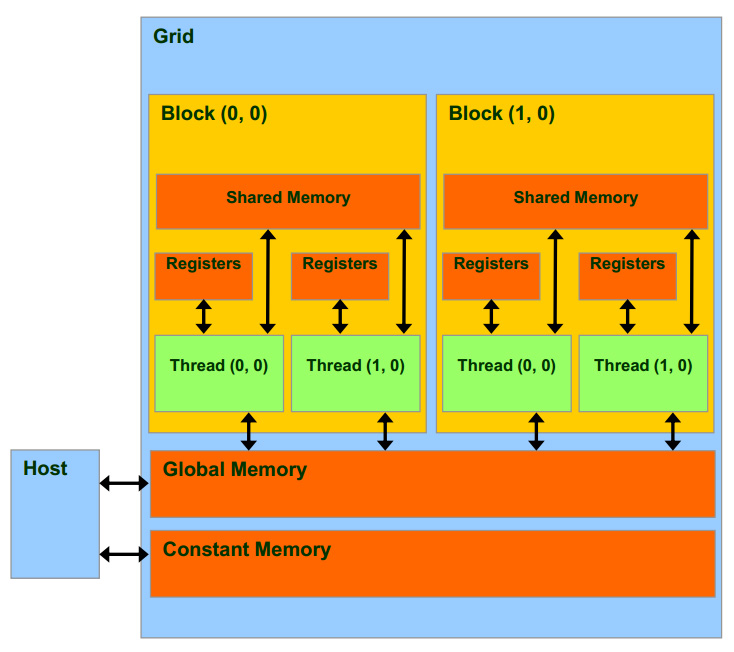 Grid
Block (0, 0)
Block (1, 0)
Shared Memory
Shared Memory
Registers
Registers
Registers
Registers
Thread (0, 0)
Thread (1, 0)
Thread (0, 0)
Thread (1, 0)
Host
Global Memory
Constant Memory